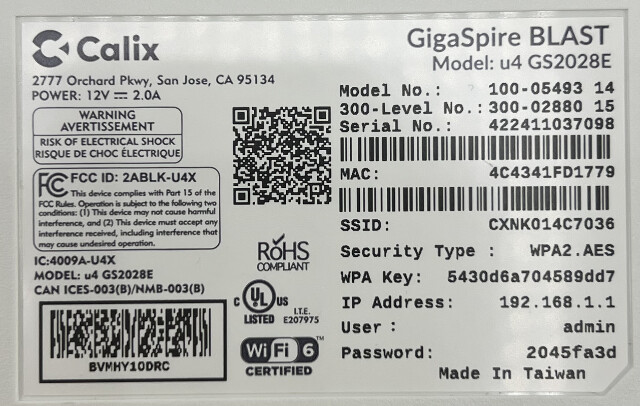 Calix
2777 Orchard Pkwy, San Jose, CA 95134
POWER: 12V ⎓ 2.0A
WARNING
AVERTISSEMENT
RISK OF ELECTRICAL SHOCK
RISQUE DE CHOC ÉLECTRIQUE
FC FCC ID: 2ABLK-U4X
This device complies with Part 15 of the
FCC Rules. Operation is subject to the following two
conditions: (1) This device may not cause harmful
interference, and (2) This device must accept any
interference received, including interference that
may cause undesired operation.
IC:4009A-U4X
MODEL: u4 GS2028E
CAN ICES-003(B)/NMB-003(B)
BVMHY10DRC
RoHS
COMPLIANT
C UL US
LISTED
I.T.E.
E207975
Wi Fi 6™
CERTIFIED
GigaSpire BLAST
Model: u4 GS2028E
Model No.: 100-05493 14
300-Level No.: 300-02880 15
Serial No.: 422411037098
MAC: 4C4341FD1779
SSID: CXNK014C7036
Security Type : WPA2.AES
WPA Key: 5430d6a704589dd7
IP Address: 192.168.1.1
User : admin
Password: 2045fa3d
Made In Taiwan